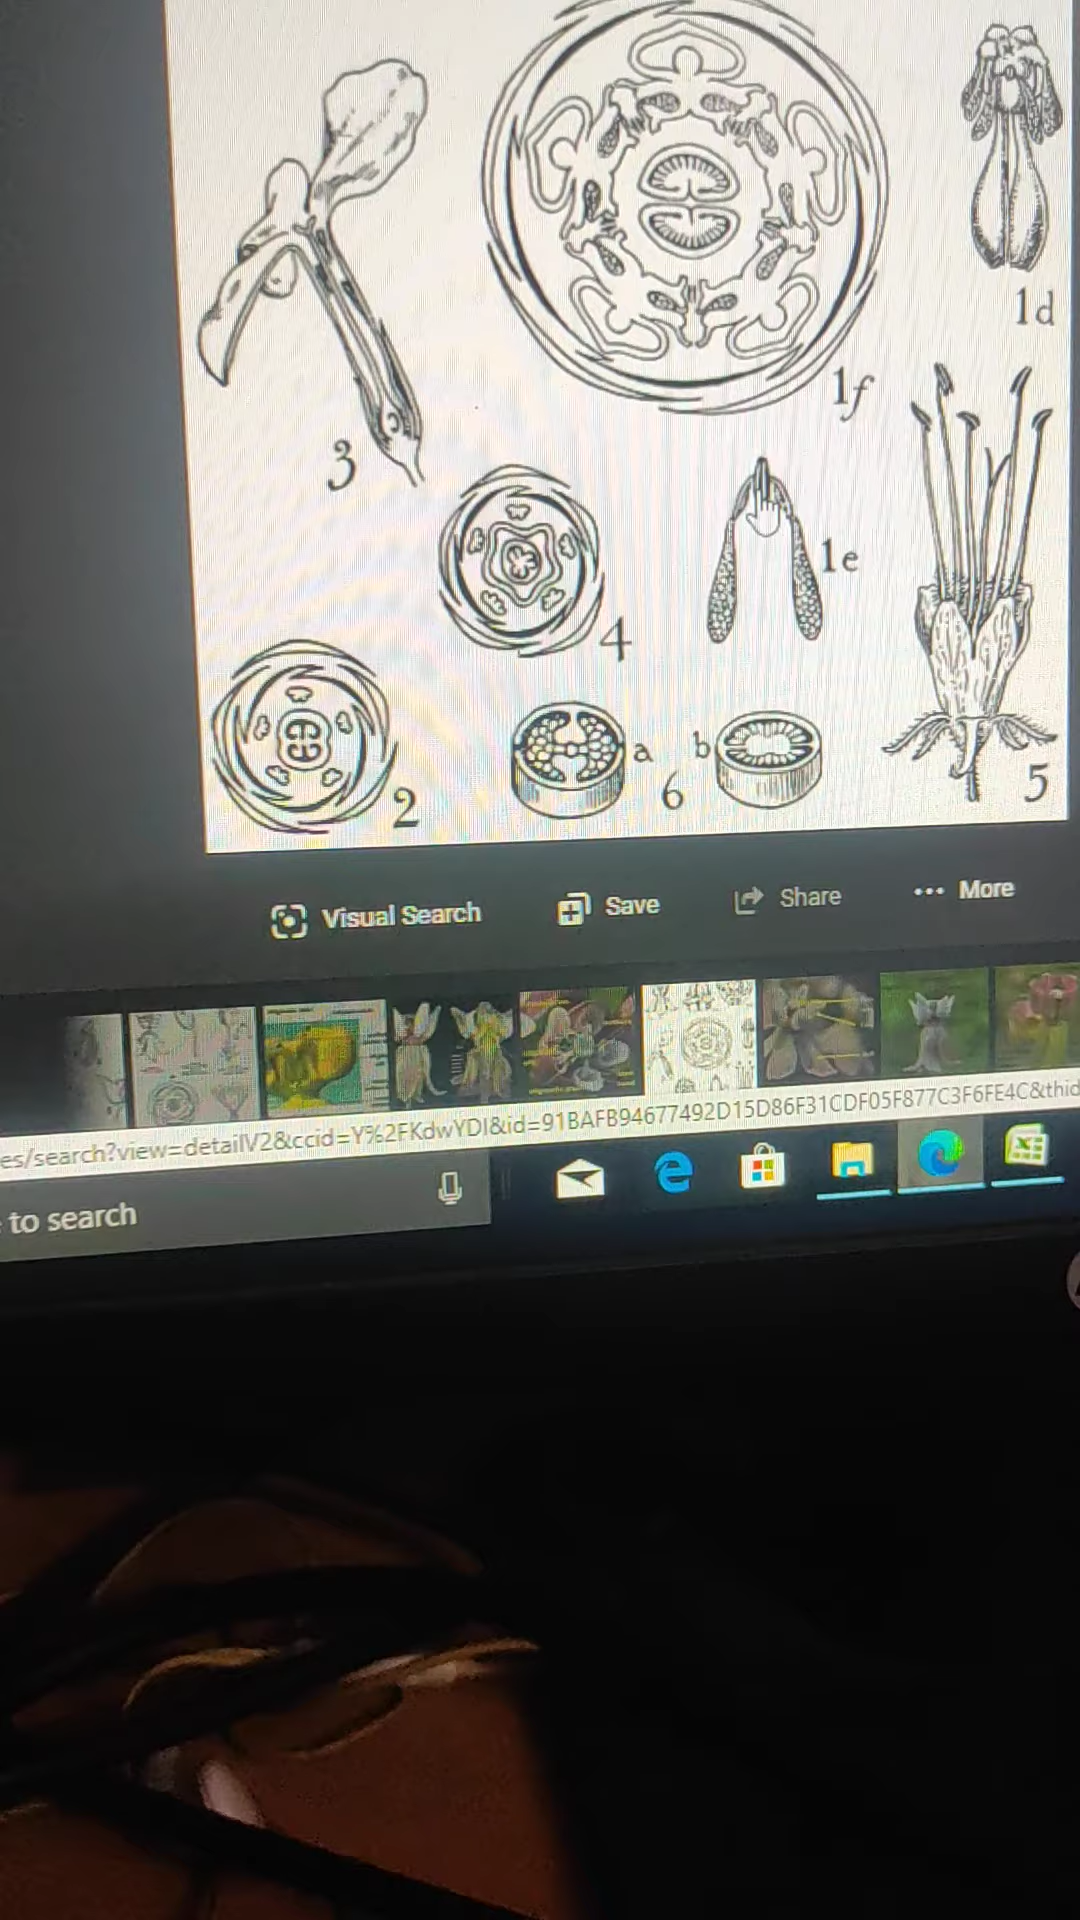 1d
1f
3
1e
4
a
b
6
5
2
Visual Search
Save
Share
More
es/search?view=detailV2&ccid=Y%2FKdwYDI&id=91BAFB94677492D15D86F31CDF05F877C3F6FE4C&thid
to search